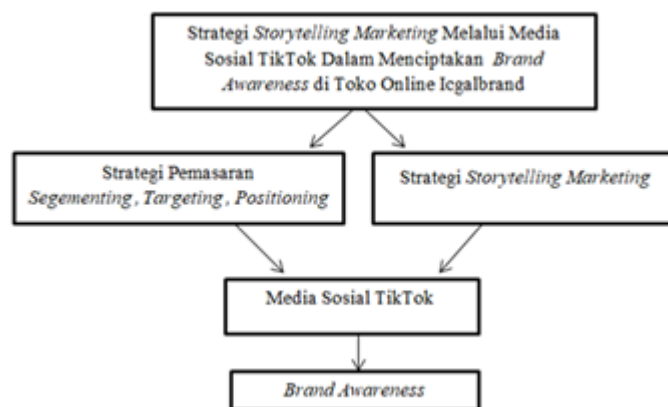 Strategi Storytelling Marketing Melalui Media
Sosial TikTok Dalam Menciptakan Brand
Awareness di Toko Online Icgalbrand
Strategi Pemasaran
Segementing, Targeting, Positioning
Strategi Storytelling Marketing
Media Sosial TikTok
Brand Awareness